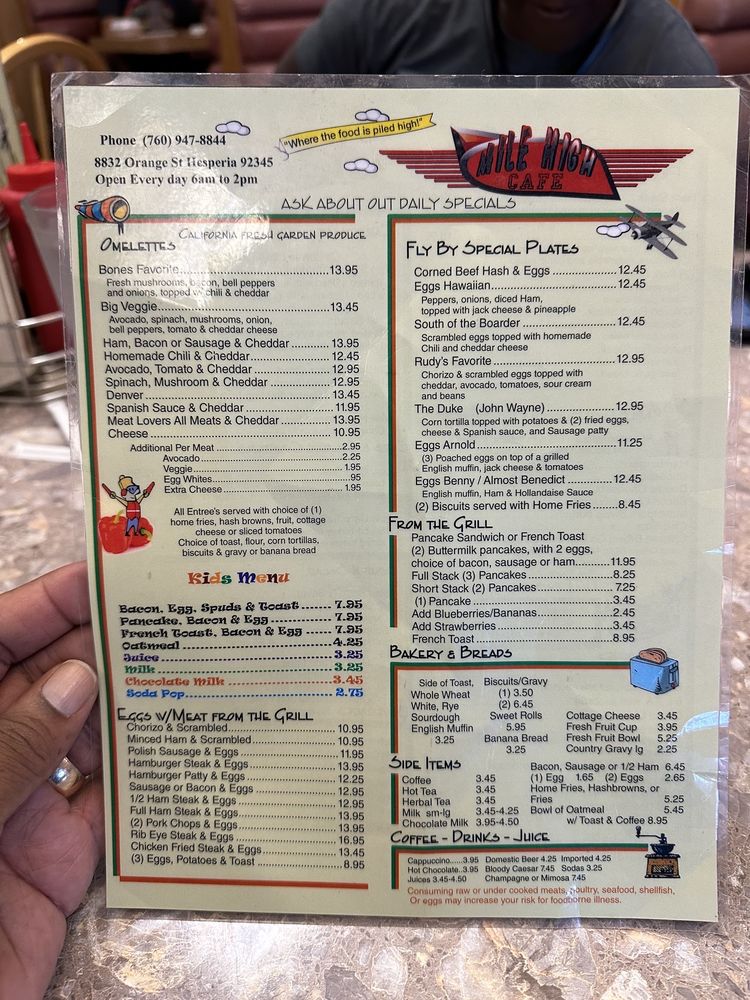 Phone (760) 947-8844
8832 Orange St Hesperia 92345
Open Every day 6am to 2pm
"Where the food is piled high!"
MILE HIGH
CAFE
ASK ABOUT OUT DAILY SPECIALS
CALIFORNIA FRESH GARDEN PRODUCE
OMELETTES
Bones Favorite...13.95
Fresh mushrooms, bacon, bell peppers
and onions, topped w/ chili & cheddar
Big Veggie...13.45
Avocado, spinach, mushrooms, onion,
bell peppers, tomato & cheddar cheese
Ham, Bacon or Sausage & Cheddar...13.95
Homemade Chili & Cheddar...12.45
Avocado, Tomato & Cheddar...12.95
Spinach, Mushroom & Cheddar...12.95
Denver...13.45
Spanish Sauce & Cheddar...11.95
Meat Lovers All Meats & Cheddar...13.95
Cheese...10.95
Additional Per Meat...2.95
Avocado...2.25
Veggie...1.95
Egg Whites....95
Extra Cheese...1.95
All Entree's served with choice of (1)
home fries, hash browns, fruit, cottage
cheese or sliced tomatoes
Choice of toast, flour, corn tortillas,
biscuits & gravy or banana bread
Kids Menu
Bacon, Egg, Spuds & Toast...7.95
Pancake, Bacon & Egg...7.95
French Toast, Bacon & Egg...7.95
Oatmeal...4.25
Juice...3.25
Milk...3.25
Chocolate Milk...3.45
Soda Pop...2.75
EGGS W/MEAT FROM THE GRILL
Chorizo & Scrambled...10.95
Minced Ham & Scrambled...10.95
Polish Sausage & Eggs...11.95
Hamburger Steak & Eggs...13.95
Hamburger Patty & Eggs...12.25
Sausage or Bacon & Eggs...12.95
1/2 Ham Steak & Eggs...12.95
Full Ham Steak & Eggs...13.95
(2) Pork Chops & Eggs...13.95
Rib Eye Steak & Eggs...16.95
Chicken Fried Steak & Eggs...13.45
(3) Eggs, Potatoes & Toast...8.95
FLY BY SPECIAL PLATES
Corned Beef Hash & Eggs...12.45
Eggs Hawaiian...12.45
Peppers, onions, diced Ham,
topped with jack cheese & pineapple
South of the Boarder...12.45
Scrambled eggs topped with homemade
Chili and cheddar cheese
Rudy's Favorite...12.95
Chorizo & scrambled eggs topped with
cheddar, avocado, tomatoes, sour cream
and beans
The Duke (John Wayne)...12.95
Corn tortilla topped with potatoes & (2) fried eggs,
cheese & Spanish sauce, and Sausage patty
Eggs Arnold...11.25
(3) Poached eggs on top of a grilled
English muffin, jack cheese & tomatoes
Eggs Benny / Almost Benedict...12.45
English muffin, Ham & Hollandaise Sauce
(2) Biscuits served with Home Fries...8.45
FROM THE GRILL
Pancake Sandwich or French Toast
(2) Buttermilk pancakes, with 2 eggs,
choice of bacon, sausage or ham...11.95
Full Stack (3) Pancakes...8.25
Short Stack (2) Pancakes...7.25
(1) Pancake...3.45
Add Blueberries/Bananas...2.45
Add Strawberries...3.45
French Toast...8.95
BAKERY & BREADS
Side of Toast, Biscuits/Gravy
Whole Wheat (1) 3.50
White, Rye (2) 6.45
Sourdough Sweet Rolls Cottage Cheese 3.45
English Muffin 5.95 Fresh Fruit Cup 3.95
3.25 Banana Bread Fresh Fruit Bowl 5.25
3.25 Country Gravy lg 2.25
SIDE ITEMS
Coffee 3.45
Hot Tea 3.45
Herbal Tea 3.45
Milk sm-lg 3.45-4.25
Chocolate Milk 3.95-4.50
Bacon, Sausage or 1/2 Ham 6.45
(1) Egg 1.65 (2) Eggs 2.65
Home Fries, Hashbrowns, or
Fries 5.25
Bowl of Oatmeal 5.45
w/ Toast & Coffee 8.95
COFFEE - DRINKS - JUICE
Cappuccino......3.95 Domestic Beer 4.25 Imported 4.25
Hot Chocolate..3.95 Bloody Caesar 7.45 Sodas 3.25
Juices 3.45-4.50 Champagne or Mimosa 7.45
Consuming raw or under cooked meats, poultry, seafood, shellfish,
Or eggs may increase your risk for foodborne illness.